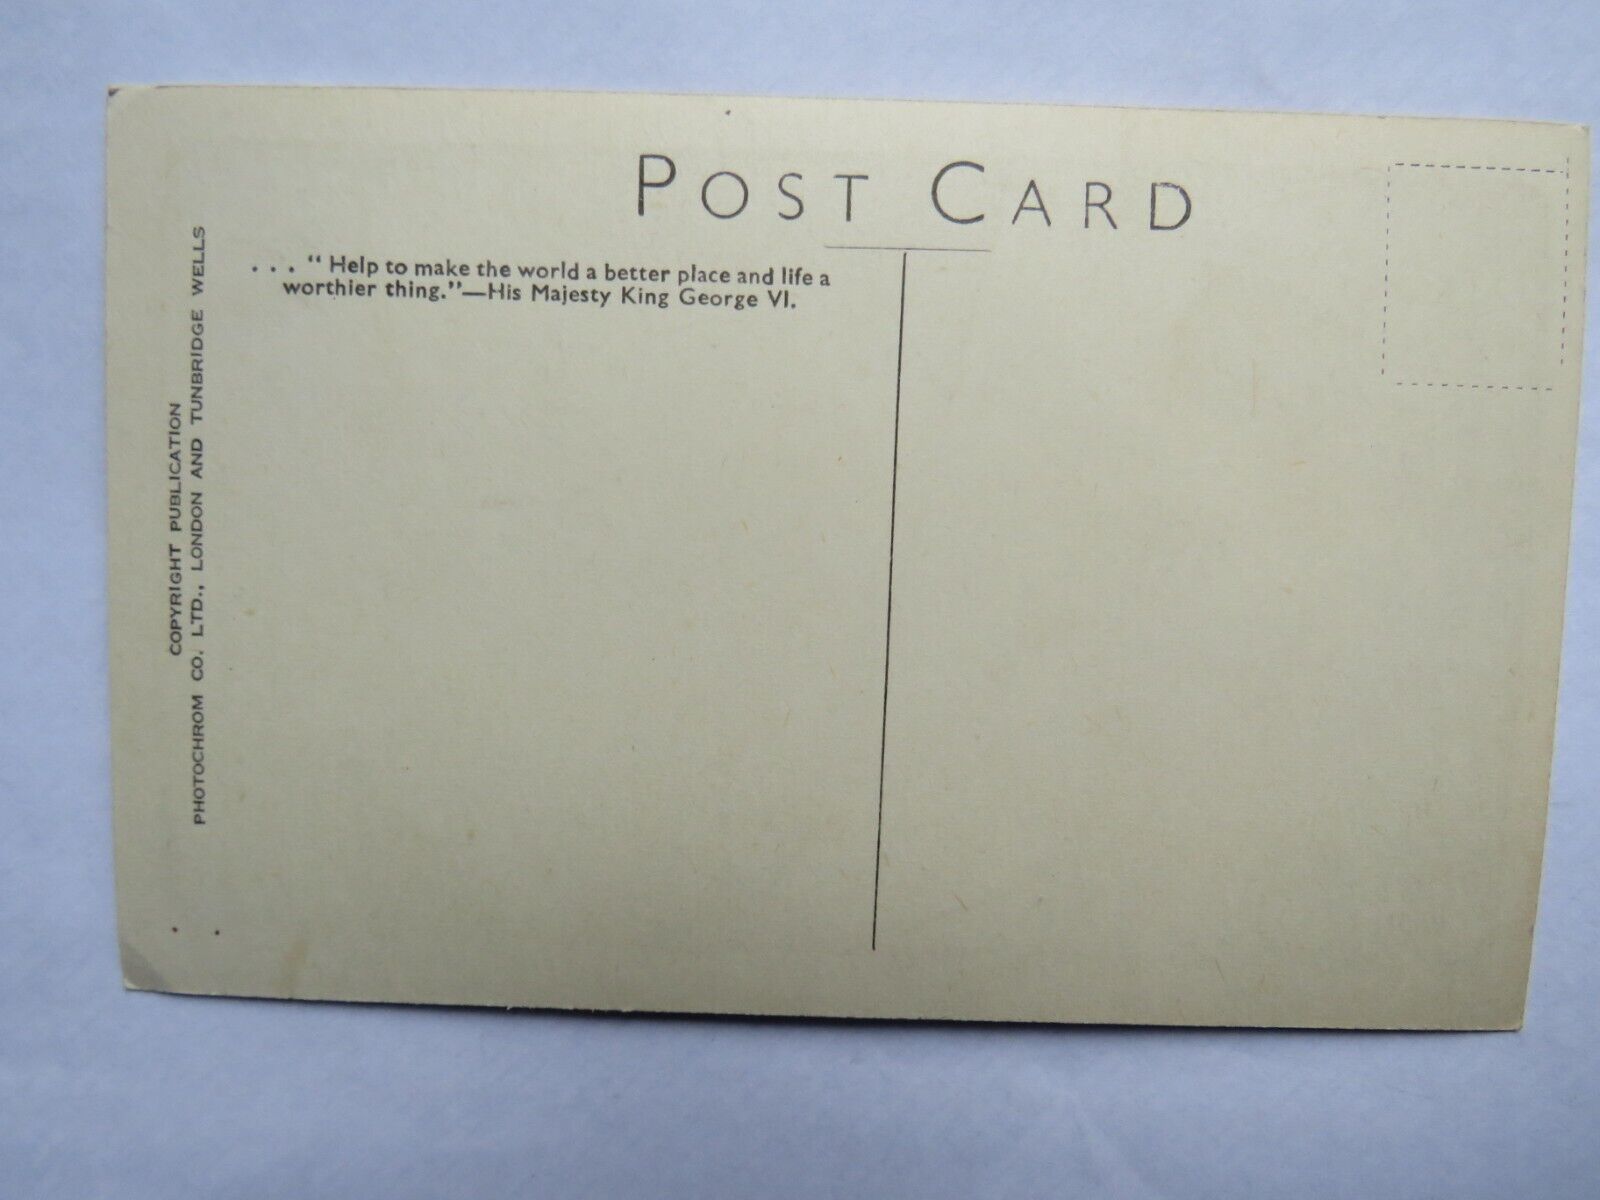 POST CARD
. . . “Help to make the world a better place and life a
worthier thing.”—His Majesty King George VI.
COPYRIGHT PUBLICATION
PHOTOCHROM CO. LTD., LONDON AND TUNBRIDGE WELLS